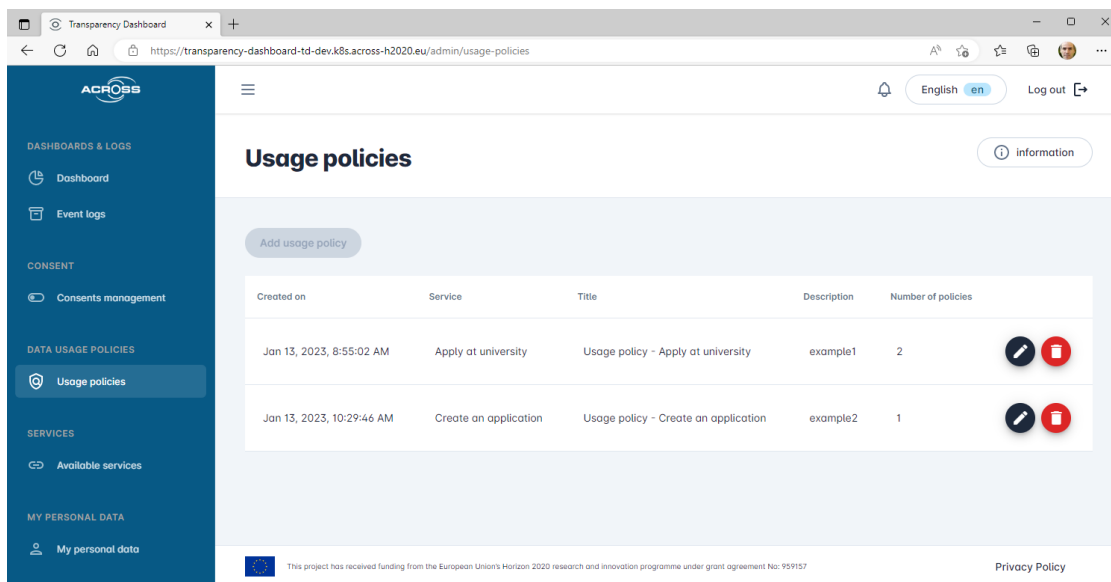 Transparency Dashboard
https://transparency-dashboard-td-dev.k8s.across-h2020.eu/admin/usage-policies
ACROSS
English en
Log out
DASHBOARDS & LOGS
Dashboard
Event logs
CONSENT
Consents management
DATA USAGE POLICIES
Usage policies
SERVICES
Available services
MY PERSONAL DATA
My personal data
Usage policies
information
Add usage policy
Created on Service Title Description Number of policies
Jan 13, 2023, 8:55:02 AM Apply at university Usage policy - Apply at university example1 2
Jan 13, 2023, 10:29:46 AM Create an application Usage policy - Create an application example2 1
This project has received funding from the European Union's Horizon 2020 research and innovation programme under grant agreement No: 959157
Privacy Policy